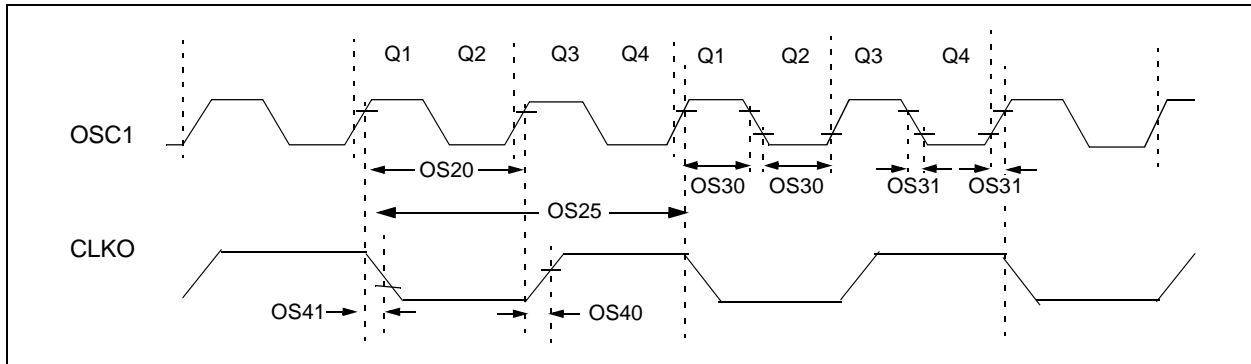 Q1 Q2 Q3 Q4 Q1 Q2 Q3 Q4
OSC1
OS20 OS30 OS30 OS31 OS31
OS25
CLKO
OS41 OS40